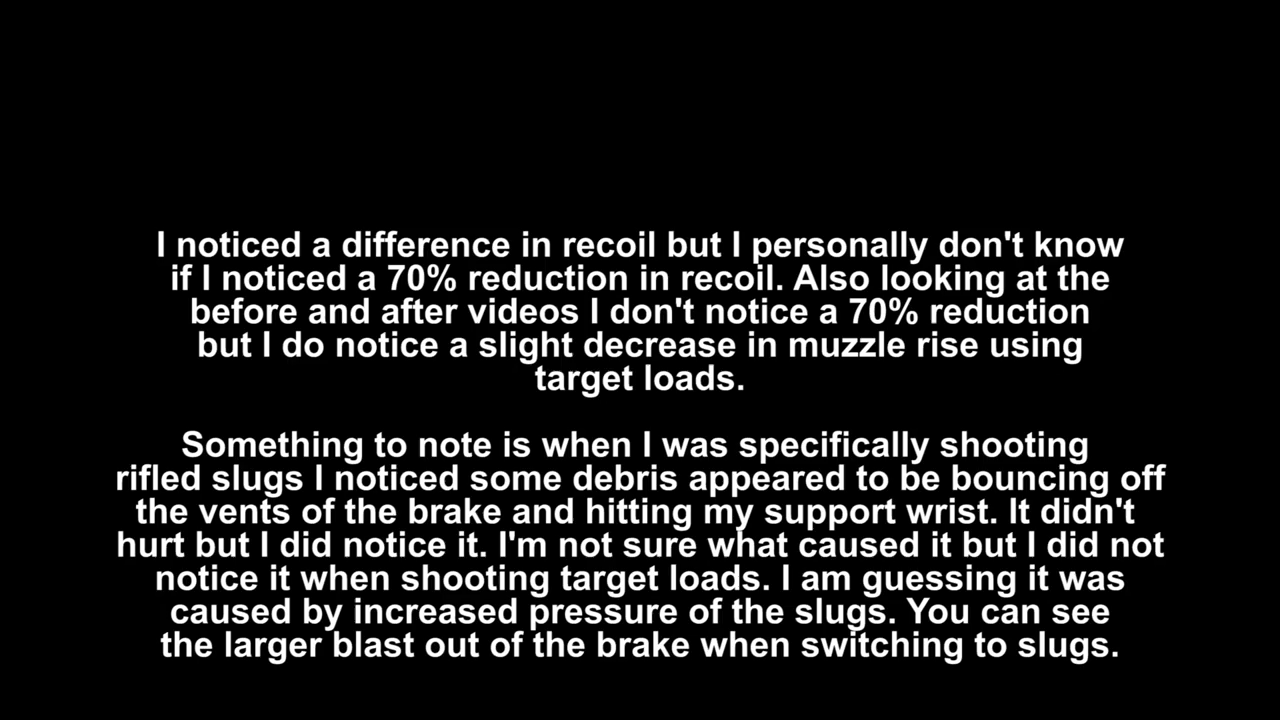 I noticed a difference in recoil but I personally don't know
if I noticed a 70% reduction in recoil. Also looking at the
before and after videos I don't notice a 70% reduction
but I do notice a slight decrease in muzzle rise using
target loads.
Something to note is when I was specifically shooting
rifled slugs I noticed some debris appeared to be bouncing off
the vents of the brake and hitting my support wrist. It didn't
hurt but I did notice it. I'm not sure what caused it but I did not
notice it when shooting target loads. I am guessing it was
caused by increased pressure of the slugs. You can see
the larger blast out of the brake when switching to slugs.